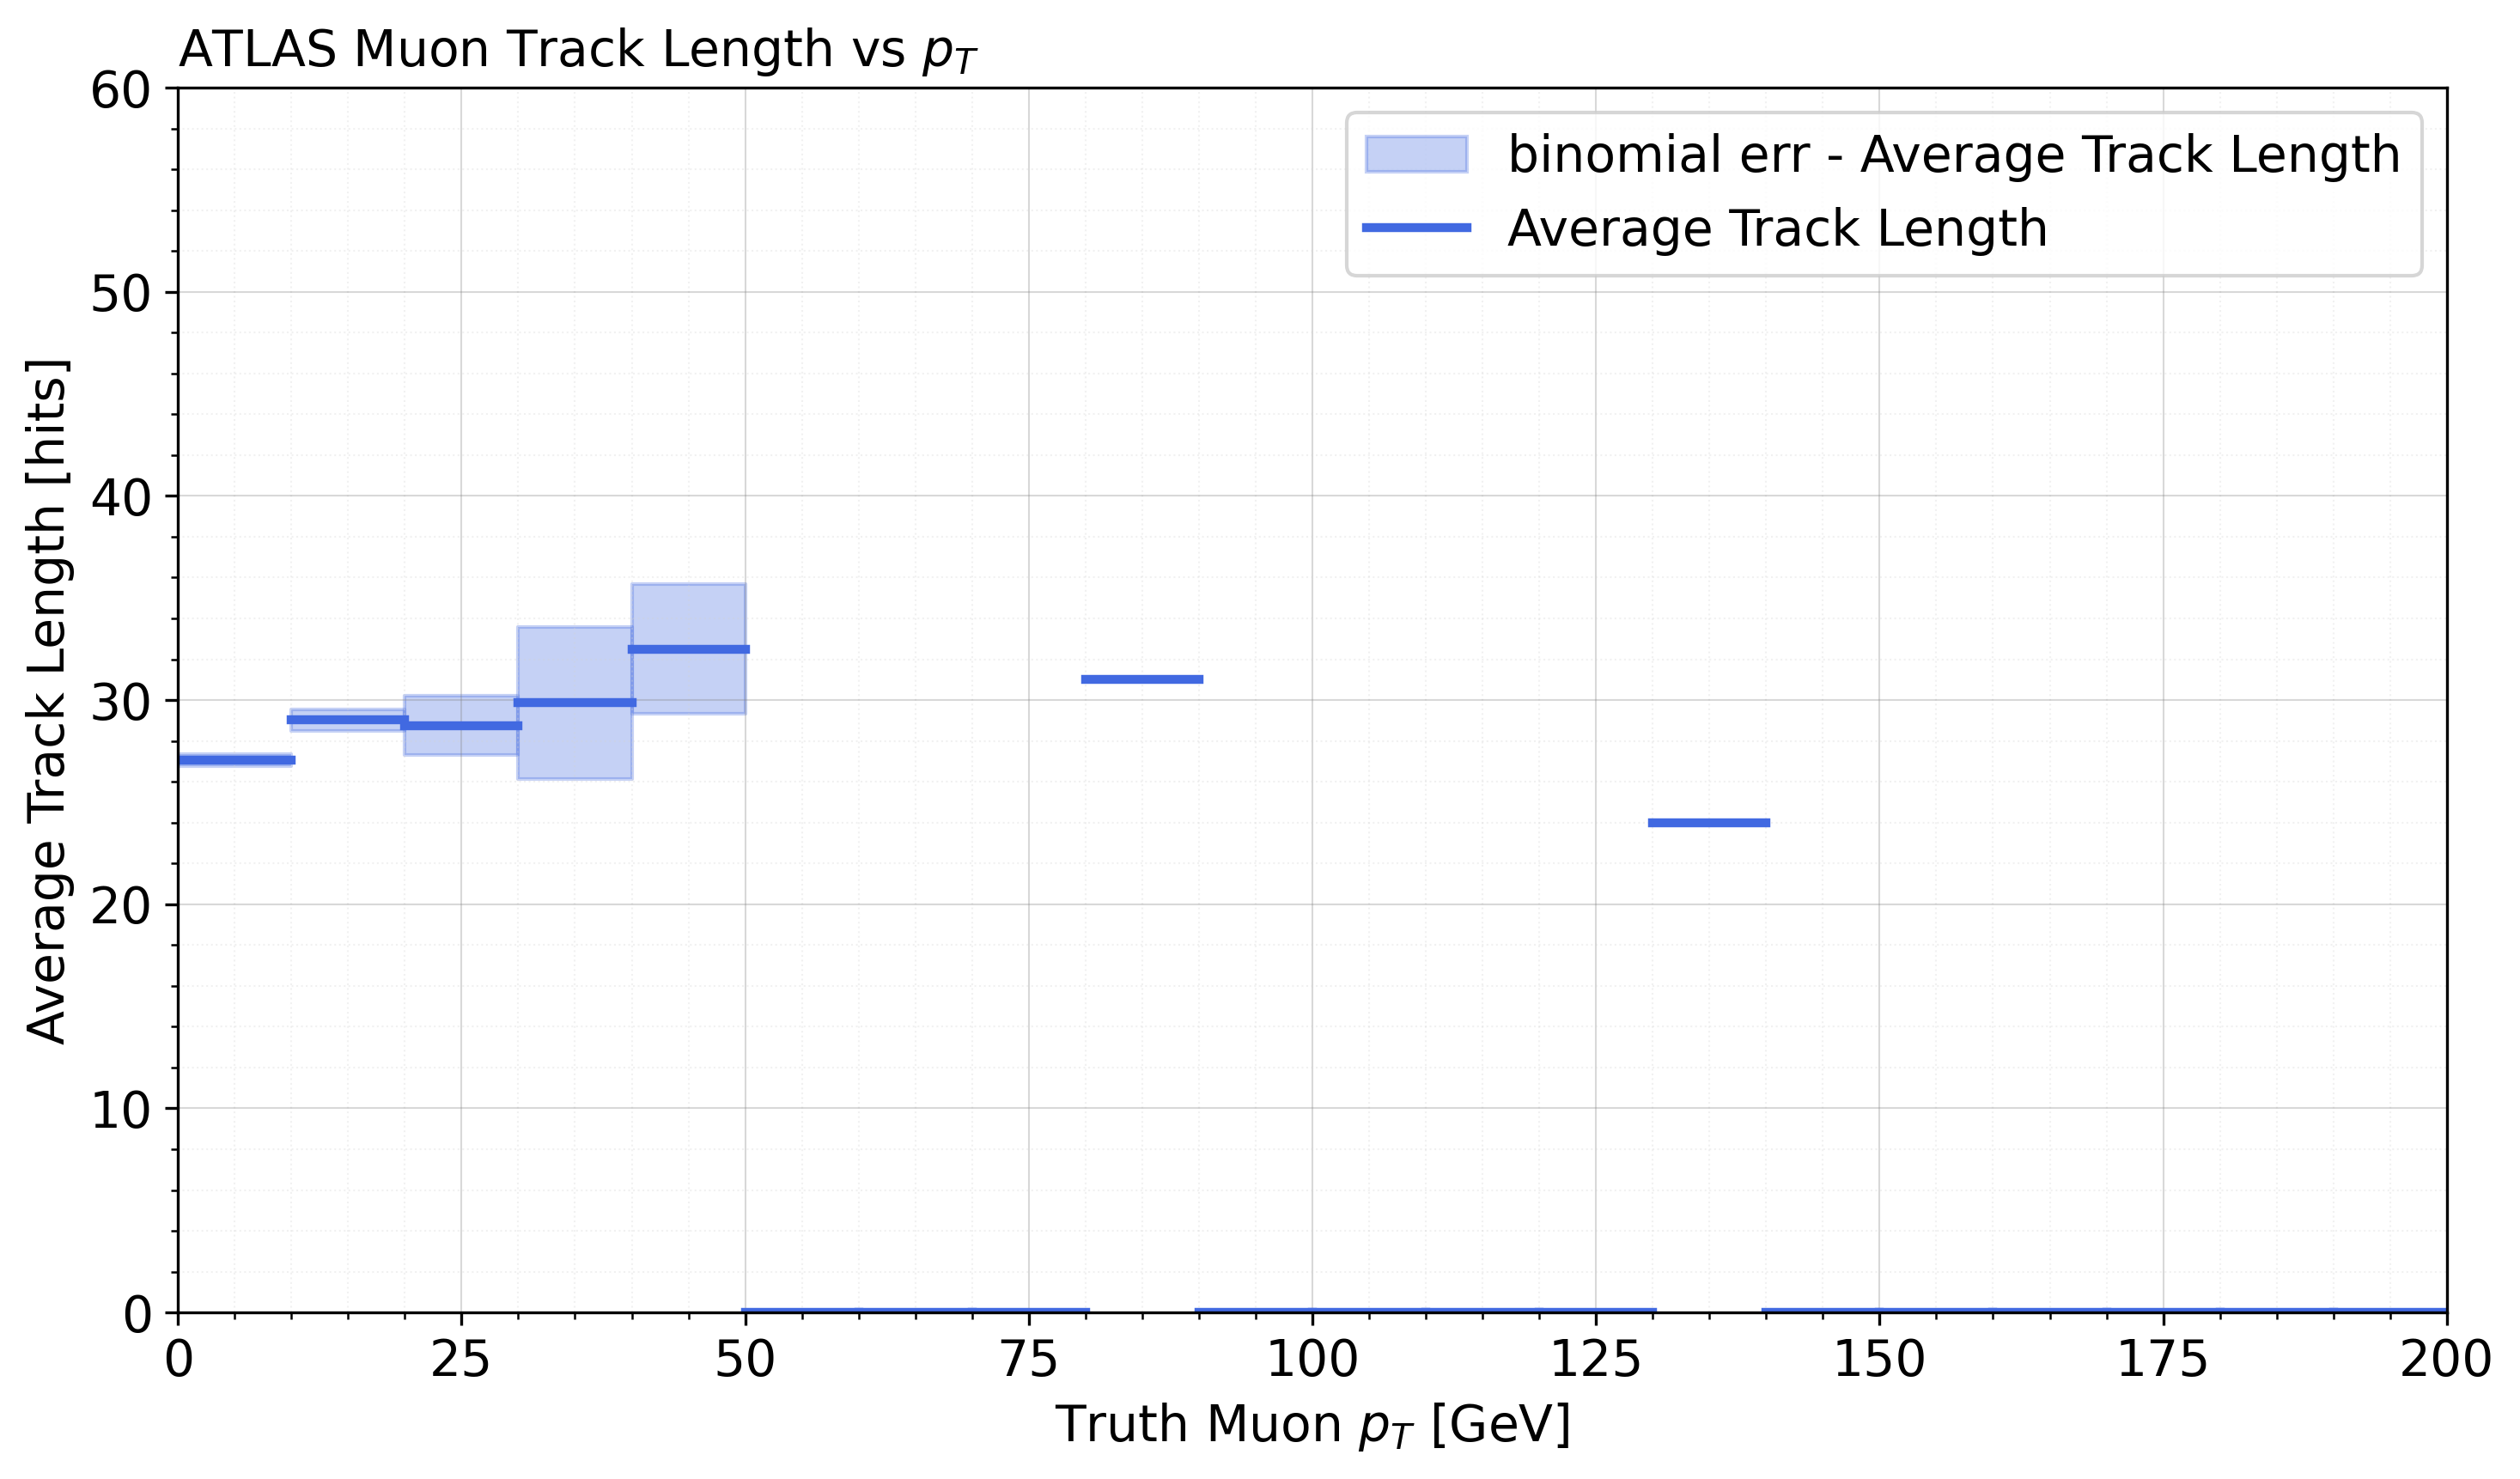 ATLAS Muon Track Length vs p_T
60
50
40
30
20
10
0
Average Track Length [hits]
binomial err - Average Track Length
Average Track Length
0 25 50 75 100 125 150 175 200
Truth Muon p_T [GeV]